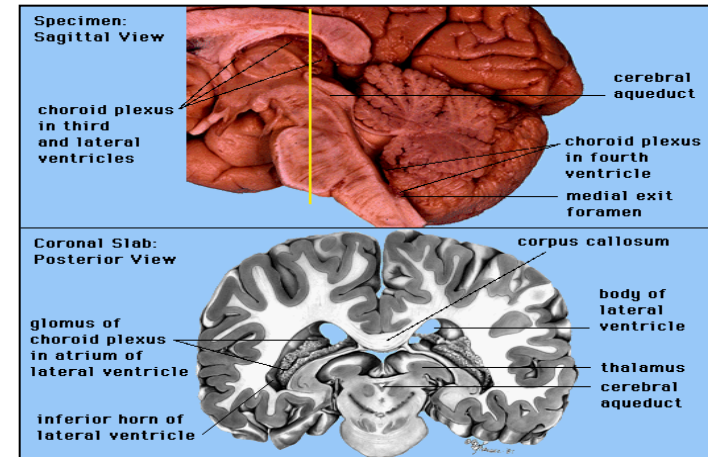 Specimen:
Sagittal View
choroid plexus
in third
and lateral
ventricles
cerebral
aqueduct
choroid plexus
in fourth
ventricle
medial exit
foramen
Coronal Slab:
Posterior View
corpus callosum
glomus of
choroid plexus
in atrium of
lateral ventricle
inferior horn of
lateral ventricle
body of
lateral
ventricle
thalamus
cerebral
aqueduct